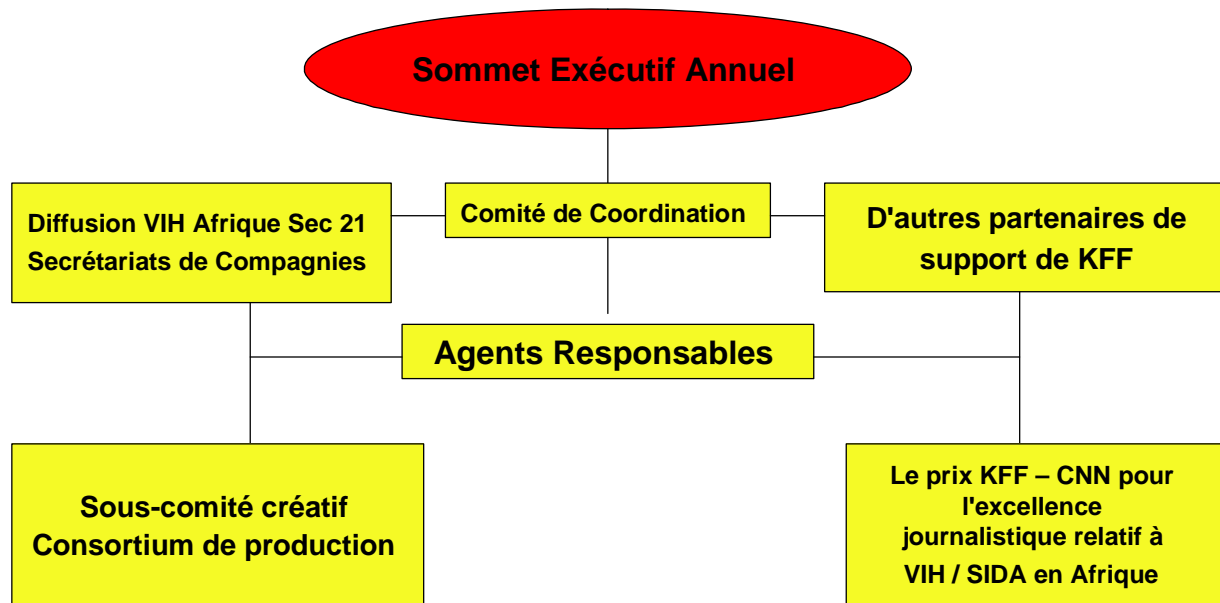 Sommet Exécutif Annuel
Diffusion VIH Afrique Sec 21
Secrétariats de Compagnies
Comité de Coordination
D'autres partenaires de
support de KFF
Agents Responsables
Sous-comité créatif
Consortium de production
Le prix KFF – CNN pour
l'excellence
journalistique relatif à
VIH / SIDA en Afrique